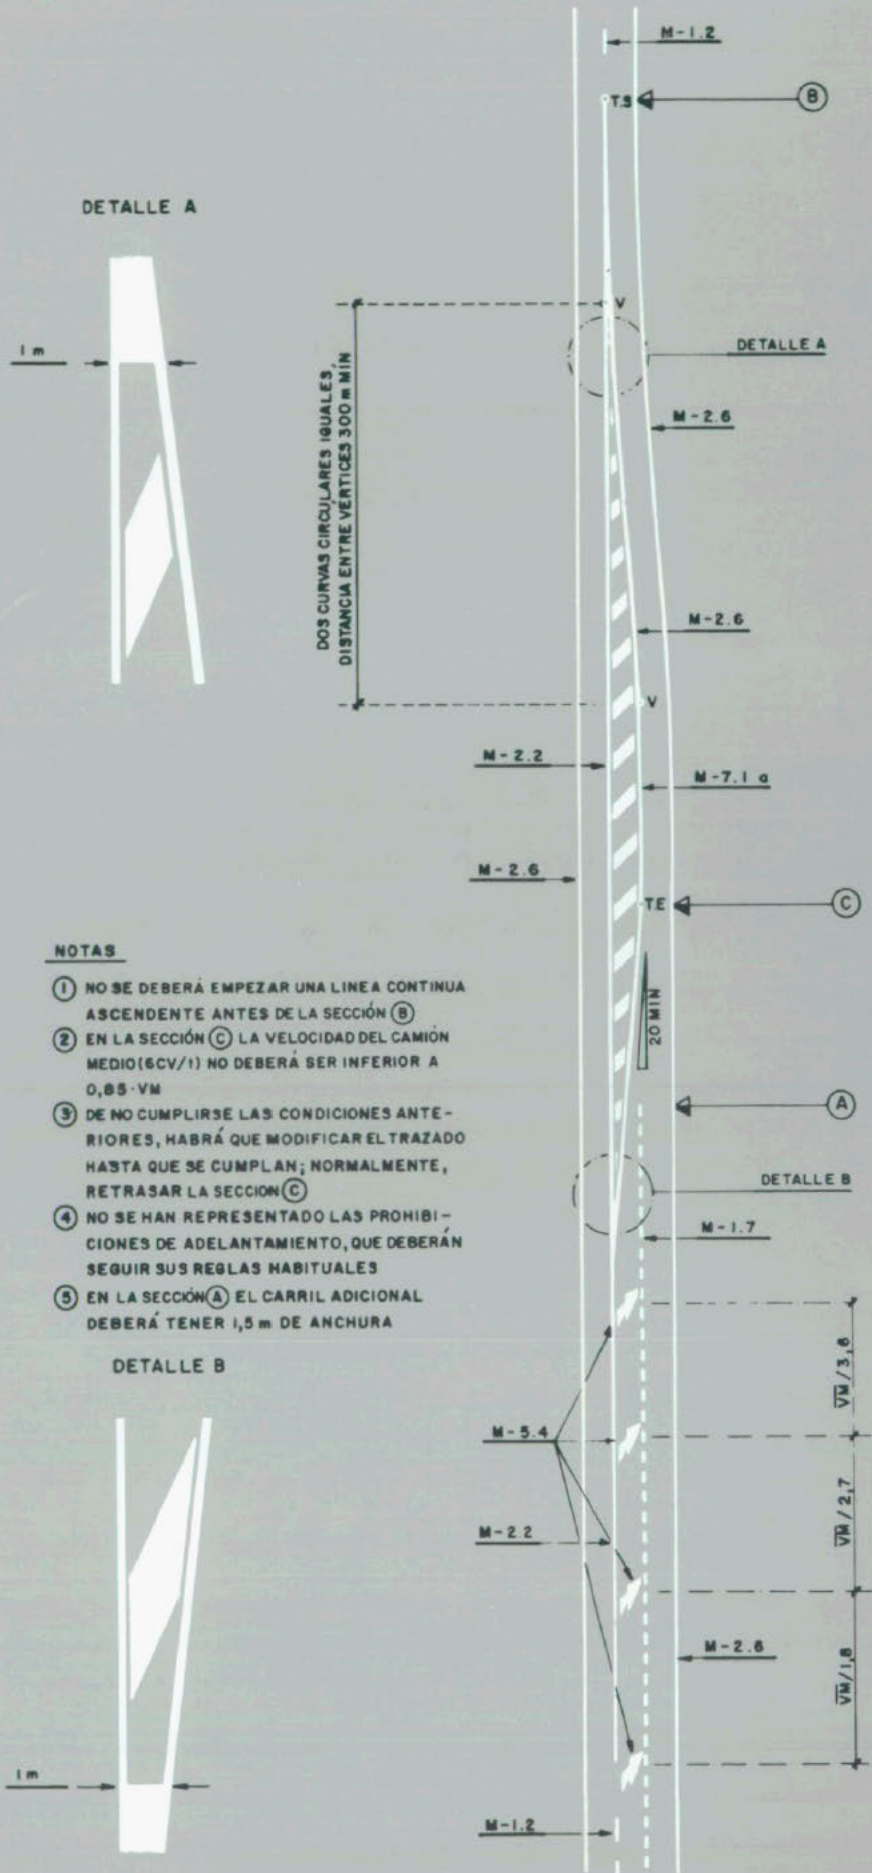 M-1.2
T.S
B
DETALLE A
V
1 m
DETALLE A
M-2.6
DOS CURVAS CIRCULARES IGUALES,
DISTANCIA ENTRE VÉRTICES 300 m MÍN
M-2.6
V
M-2.2
M-7.1 a
M-2.6
T.E
C
NOTAS
1 NO SE DEBERÁ EMPEZAR UNA LINEA CONTINUA
ASCENDENTE ANTES DE LA SECCIÓN B
2 EN LA SECCIÓN C LA VELOCIDAD DEL CAMIÓN
MEDIO(6CV/t) NO DEBERÁ SER INFERIOR A
0,85·VM
3 DE NO CUMPLIRSE LAS CONDICIONES ANTE-
RIORES, HABRÁ QUE MODIFICAR EL TRAZADO
HASTA QUE SE CUMPLAN; NORMALMENTE,
RETRASAR LA SECCION C
4 NO SE HAN REPRESENTADO LAS PROHIBI-
CIONES DE ADELANTAMIENTO, QUE DEBERÁN
SEGUIR SUS REGLAS HABITUALES
5 EN LA SECCIÓN A EL CARRIL ADICIONAL
DEBERÁ TENER 1,5 m DE ANCHURA
20 MIN
A
DETALLE B
M-1.7
DETALLE B
VM/3,6
M-5.4
VM/2,7
M-2.2
M-2.6
VM/1,8
1 m
M-1.2